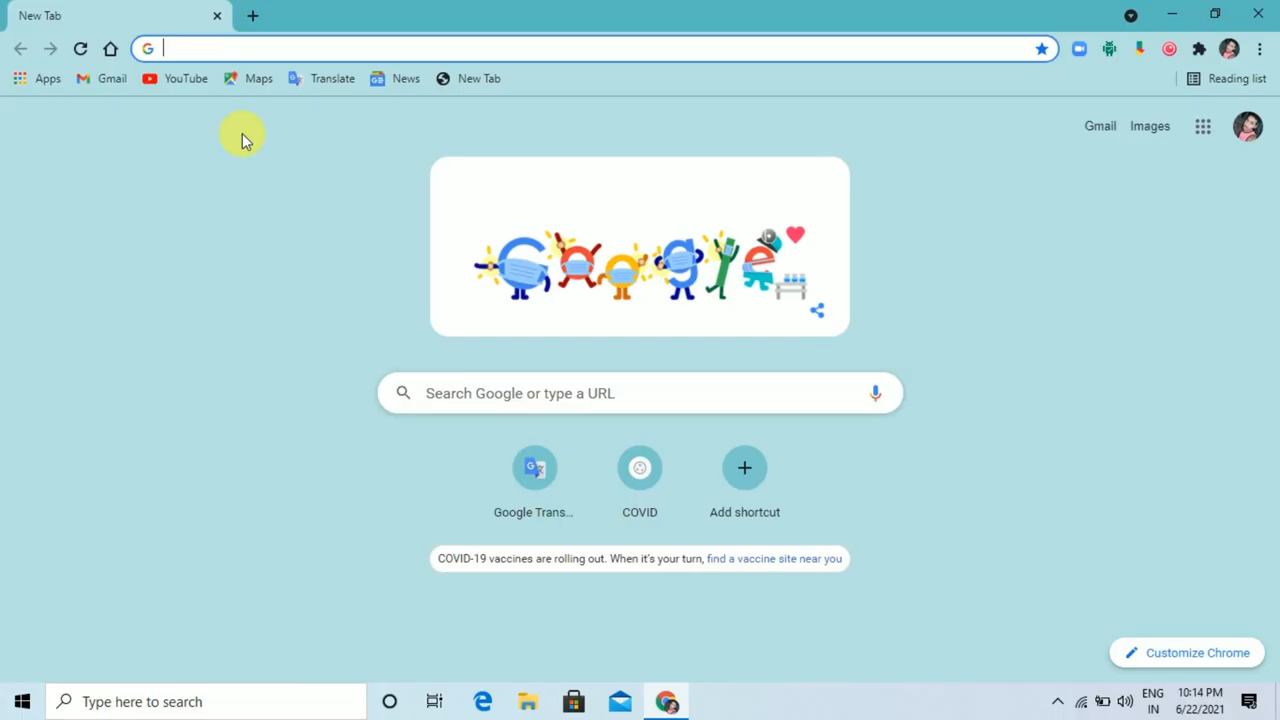 New Tab
Apps Gmail YouTube Maps Translate News New Tab Reading list
Gmail Images
Google
Search Google or type a URL
Google Trans... COVID Add shortcut
COVID-19 vaccines are rolling out. When it's your turn, find a vaccine site near you
Customize Chrome
Type here to search
ENG
IN
10:14 PM
6/22/2021